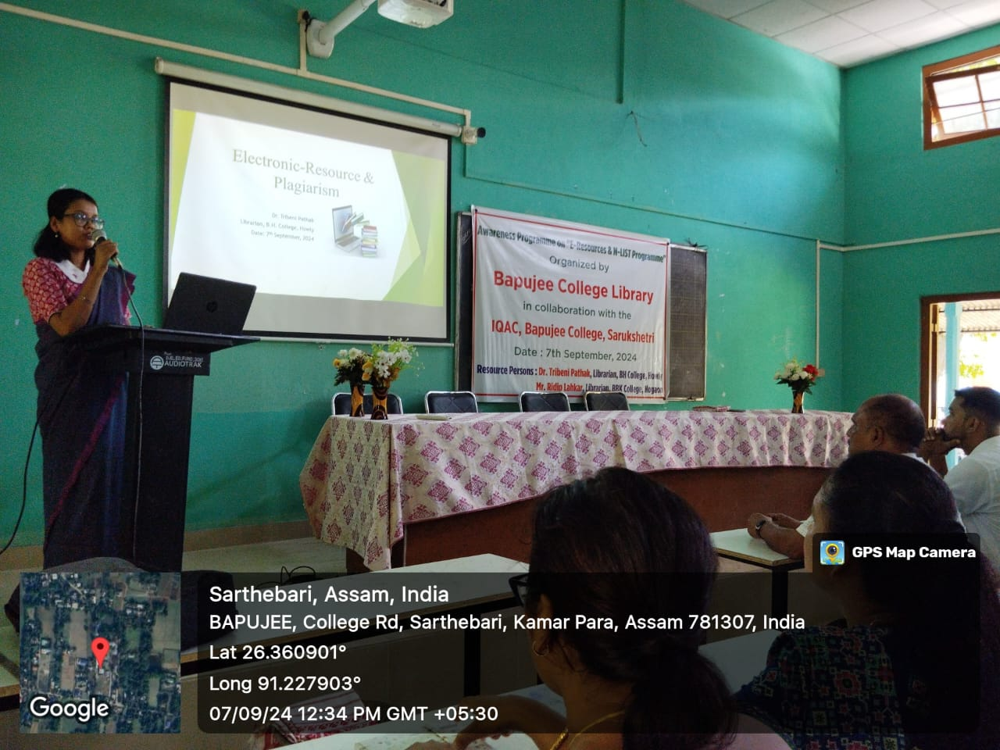 Electronic-Resource &
Plagiarism
Dr. Tribeni Pathak
Librarian, B.H. College, Howly
Date: 7th September, 2024
Awareness Programme on "E-Resources & N-LIST Programme"
Organized by
Bapujee College Library
in collaboration with the
IQAC, Bapujee College, Sarukshetri
Date : 7th September, 2024
Resource Persons : Dr. Tribeni Pathak, Librarian, BH College, Howly
Mr. Ridip Lahkar, Librarian, BBK College, Nagaon
hp
AUDIOTRAK
GPS Map Camera
Sarthebari, Assam, India
BAPUJEE, College Rd, Sarthebari, Kamar Para, Assam 781307, India
Lat 26.360901°
Long 91.227903°
07/09/24 12:34 PM GMT +05:30
Google